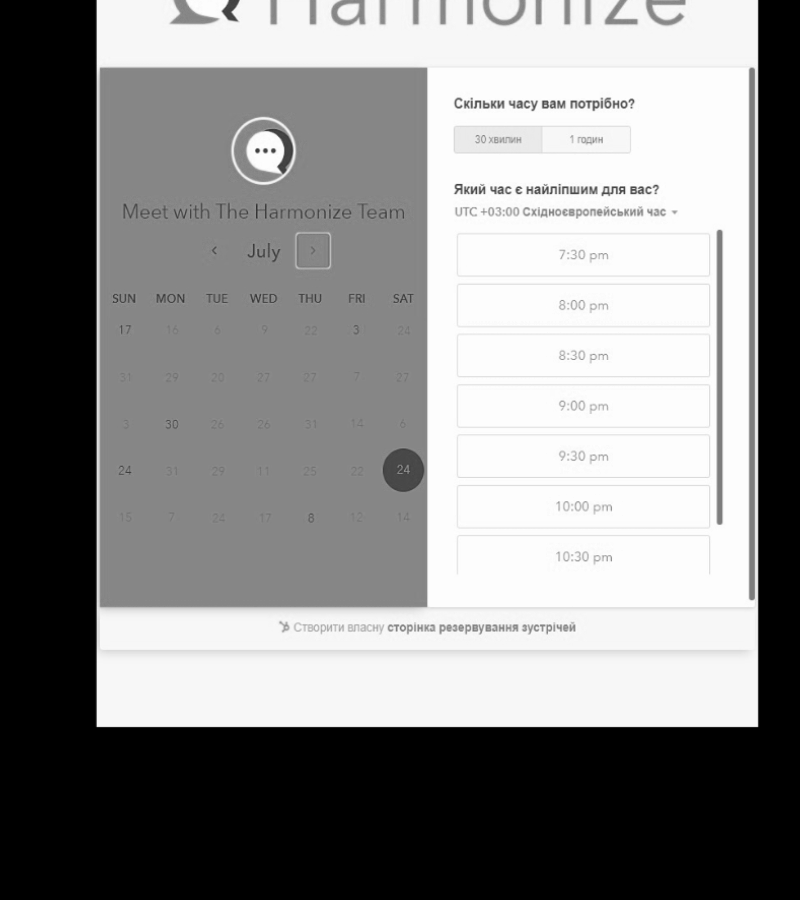 Harmonize
Meet with The Harmonize Team
July
SUN MON TUE WED THU FRI SAT
17 16 6 9 22 3 24
31 29 20 27 27 7 27
3 30 26 26 31 14 6
24 31 29 11 25 22 24
15 7 24 17 8 12 14
Скільки часу вам потрібно?
30 хвилин 1 годин
Який час є найліпшим для вас?
UTC +03:00 Східноєвропейський час
7:30 pm
8:00 pm
8:30 pm
9:00 pm
9:30 pm
10:00 pm
10:30 pm
Створити власну сторінка резервування зустрічей